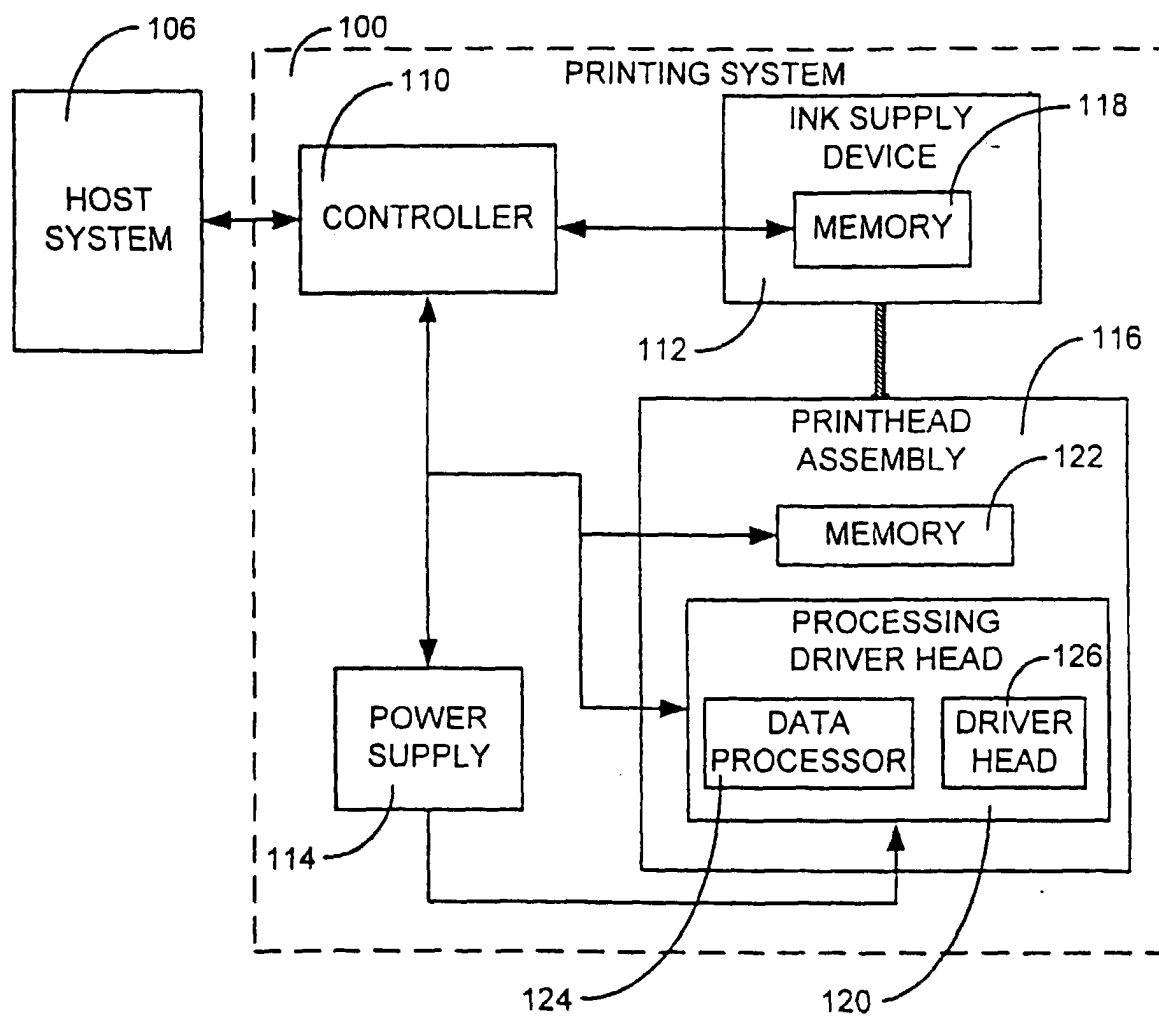 106
100
PRINTING SYSTEM
110
INK SUPPLY
DEVICE
118
HOST
SYSTEM
CONTROLLER
MEMORY
112
116
PRINTHEAD
ASSEMBLY
122
MEMORY
PROCESSING
DRIVER HEAD
126
POWER
SUPPLY
DATA
PROCESSOR
DRIVER
HEAD
114
124
120